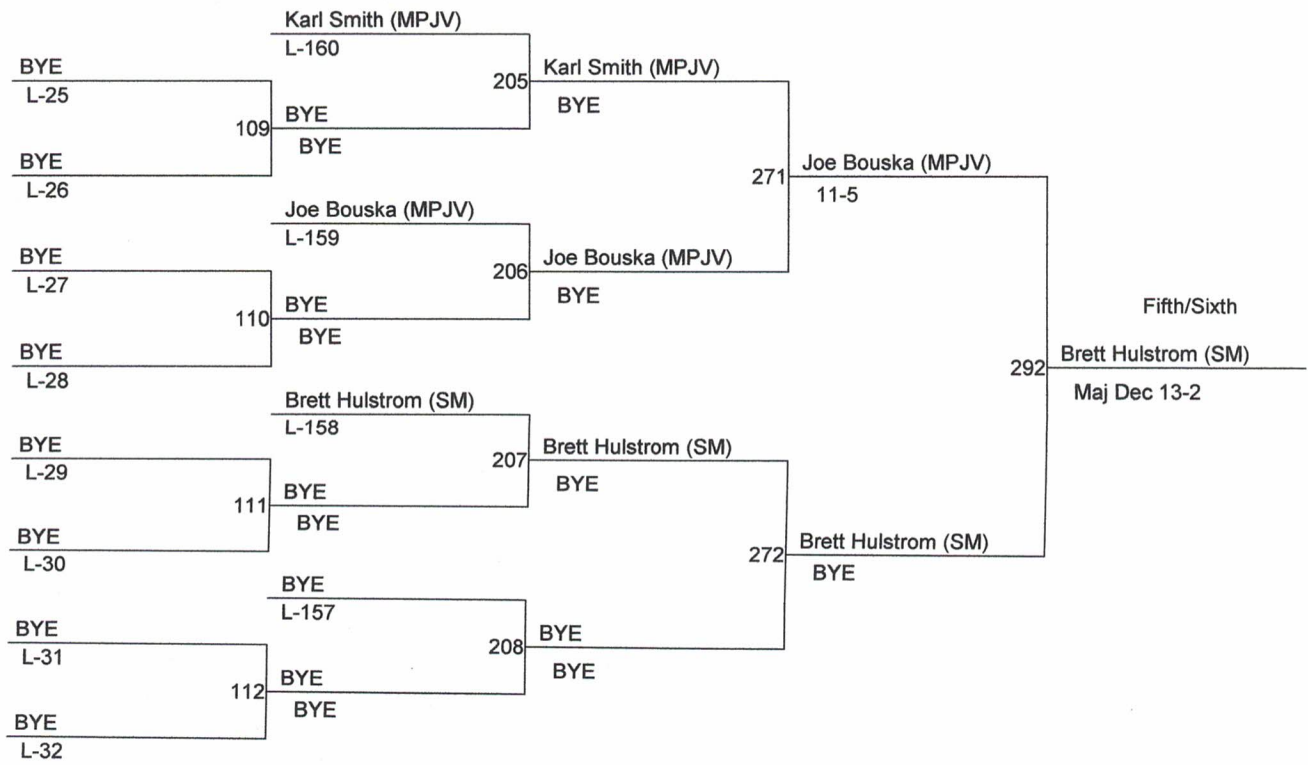 BYE
L-25
BYE
L-26
BYE
L-27
BYE
L-28
BYE
L-29
BYE
L-30
BYE
L-31
BYE
L-32
109
110
111
112
Karl Smith (MPJV)
L-160
BYE
BYE
Joe Bouska (MPJV)
L-159
BYE
BYE
Brett Hulstrom (SM)
L-158
BYE
BYE
BYE
L-157
BYE
BYE
205
206
207
208
Karl Smith (MPJV)
BYE
Joe Bouska (MPJV)
BYE
Brett Hulstrom (SM)
BYE
BYE
BYE
271
272
Joe Bouska (MPJV)
11-5
Brett Hulstrom (SM)
BYE
292
Fifth/Sixth
Brett Hulstrom (SM)
Maj Dec 13-2